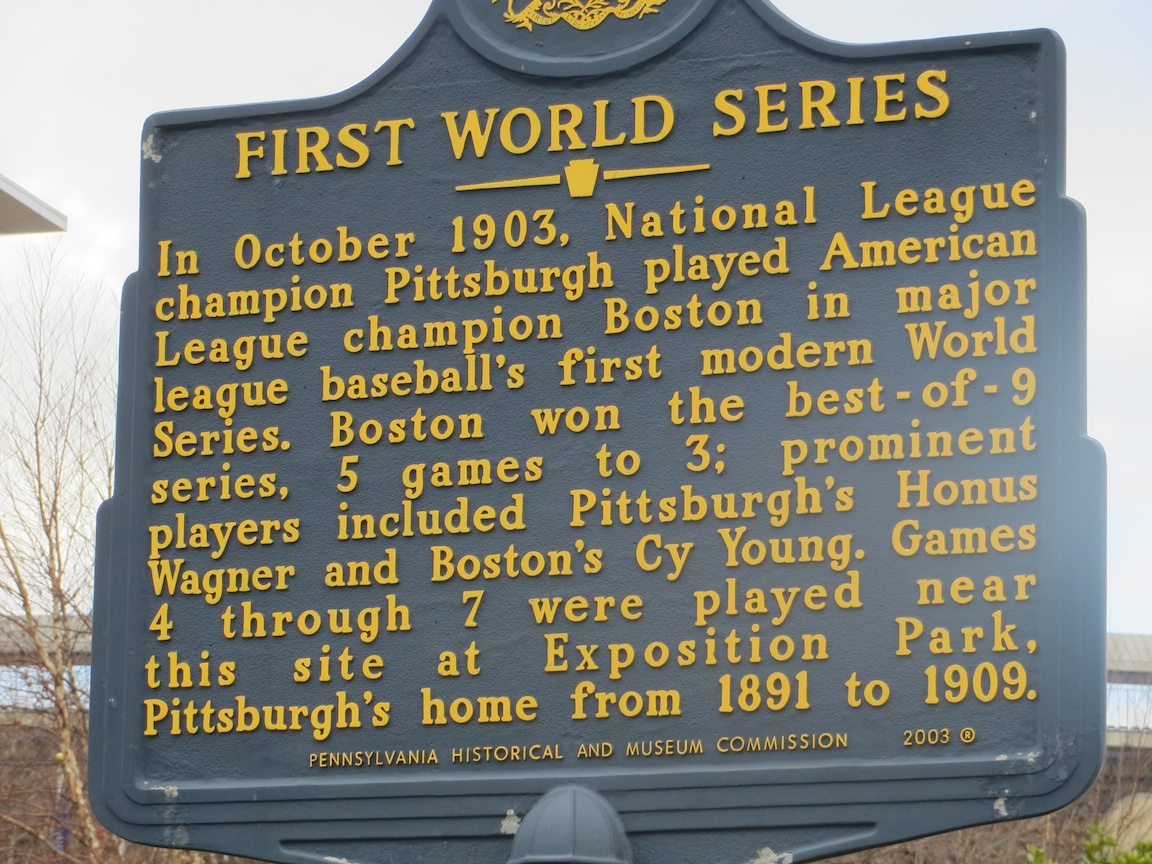 FIRST WORLD SERIES
In October 1903, National League
champion Pittsburgh played American
League champion Boston in major
league baseball's first modern World
Series. Boston won the best-of-9
series, 5 games to 3; prominent
players included Pittsburgh's Honus
Wagner and Boston's Cy Young. Games
4 through 7 were played near
this site at Exposition Park,
Pittsburgh's home from 1891 to 1909.
PENNSYLVANIA HISTORICAL AND MUSEUM COMMISSION 2003 ®